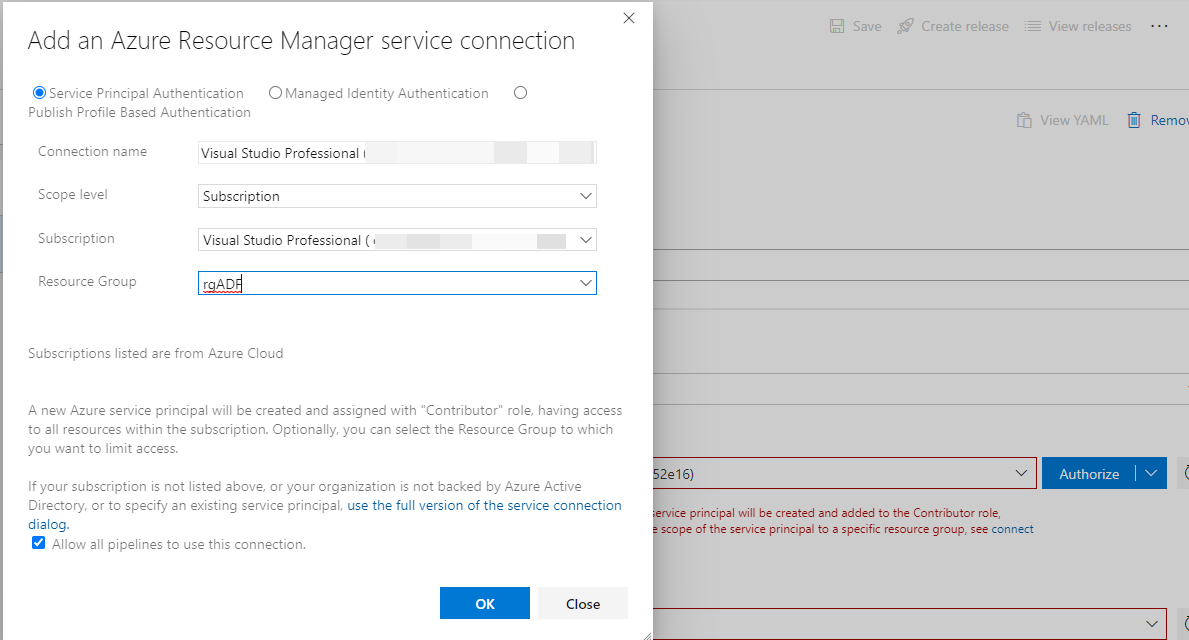 Add an Azure Resource Manager service connection
Save Create release View releases
View YAML
Service Principal Authentication Managed Identity Authentication
Publish Profile Based Authentication
Connection name Visual Studio Professional (
Scope level Subscription
Subscription Visual Studio Professional (
Resource Group rgADF
Subscriptions listed are from Azure Cloud
A new Azure service principal will be created and assigned with "Contributor" role, having access
to all resources within the subscription. Optionally, you can select the Resource Group to which
you want to limit access.
52e16) Authorize
If your subscription is not listed above, or your organization is not backed by Azure Active
Directory, or to specify an existing service principal, use the full version of the service connection
dialog.
service principal will be created and added to the Contributor role,
e scope of the service principal to a specific resource group, see connect
Allow all pipelines to use this connection.
OK Close